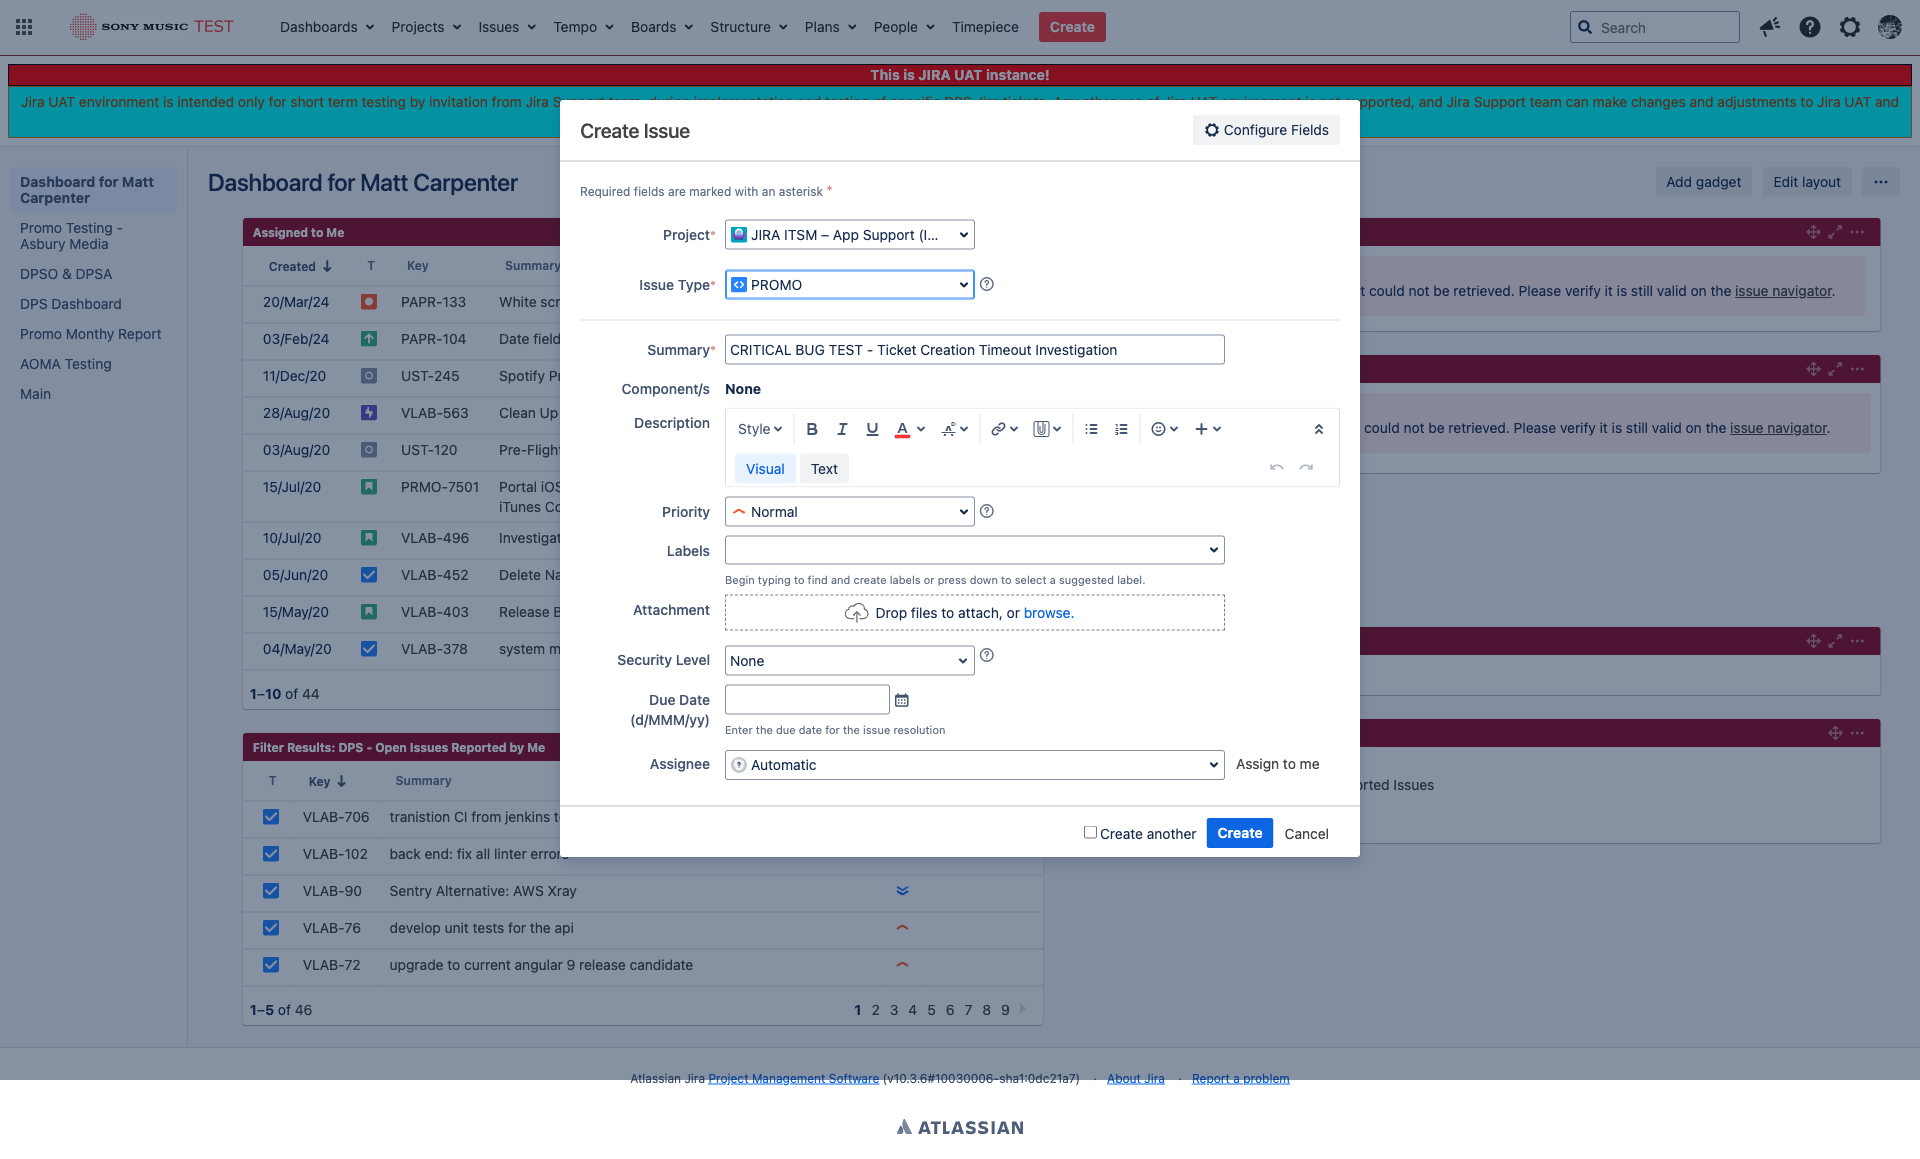 SONY MUSIC TEST
Dashboards Projects Issues Tempo Boards Structure Plans People Timepiece Create Search
This is JIRA UAT instance!
Jira UAT environment is intended only for short term testing by invitation from Jira
pported, and Jira Support team can make changes and adjustments to Jira UAT and
Create Issue
Configure Fields
Dashboard for Matt Carpenter
Promo Testing - Asbury Media
DPSO & DPSA
DPS Dashboard
Promo Monthy Report
AOMA Testing
Main
Dashboard for Matt Carpenter
Add gadget Edit layout
Assigned to Me
Created T Key Summary
20/Mar/24 PAPR-133 White scr
03/Feb/24 PAPR-104 Date field
11/Dec/20 UST-245 Spotify Pr
28/Aug/20 VLAB-563 Clean Up
03/Aug/20 UST-120 Pre-Flight
15/Jul/20 PRMO-7501 Portal iOS
iTunes Co
10/Jul/20 VLAB-496 Investigat
05/Jun/20 VLAB-452 Delete Na
15/May/20 VLAB-403 Release B
04/May/20 VLAB-378 system m
1–10 of 44
Filter Results: DPS - Open Issues Reported by Me
T Key Summary
VLAB-706 tranistion CI from jenkins t
VLAB-102 back end: fix all linter errors
VLAB-90 Sentry Alternative: AWS Xray
VLAB-76 develop unit tests for the api
VLAB-72 upgrade to current angular 9 release candidate
1–5 of 46
1 2 3 4 5 6 7 8 9
Required fields are marked with an asterisk *
Project* JIRA ITSM – App Support (I...
Issue Type* PROMO
Summary* CRITICAL BUG TEST - Ticket Creation Timeout Investigation
Component/s None
Description Style
Visual Text
Priority Normal
Labels
Begin typing to find and create labels or press down to select a suggested label.
Attachment Drop files to attach, or browse.
Security Level None
Due Date
(d/MMM/yy)
Enter the due date for the issue resolution
Assignee Automatic Assign to me
Create another Create Cancel
t could not be retrieved. Please verify it is still valid on the issue navigator.
could not be retrieved. Please verify it is still valid on the issue navigator.
orted Issues
Atlassian Jira Project Management Software (v10.3.6#10030006-sha1:0dc21a7) · About Jira · Report a problem
ATLASSIAN